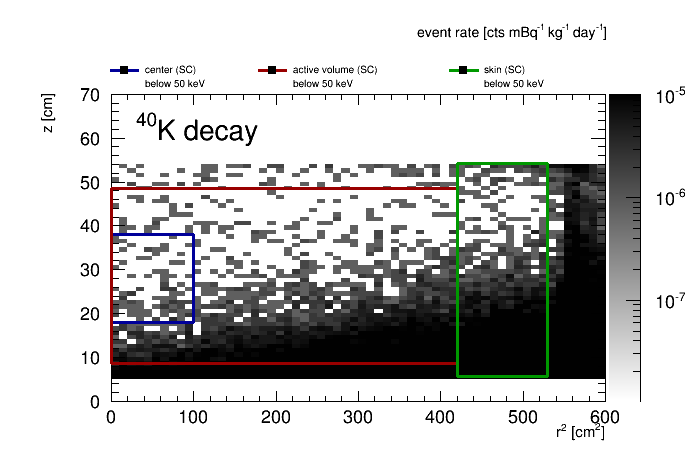 event rate [cts mBq⁻¹ kg⁻¹ day⁻¹]
center (SC)
below 50 keV
active volume (SC)
below 50 keV
skin (SC)
below 50 keV
z [cm]
⁴⁰K decay
70
60
50
40
30
20
10
0
0 100 200 300 400 500 600
r² [cm²]
10⁻⁵
10⁻⁶
10⁻⁷